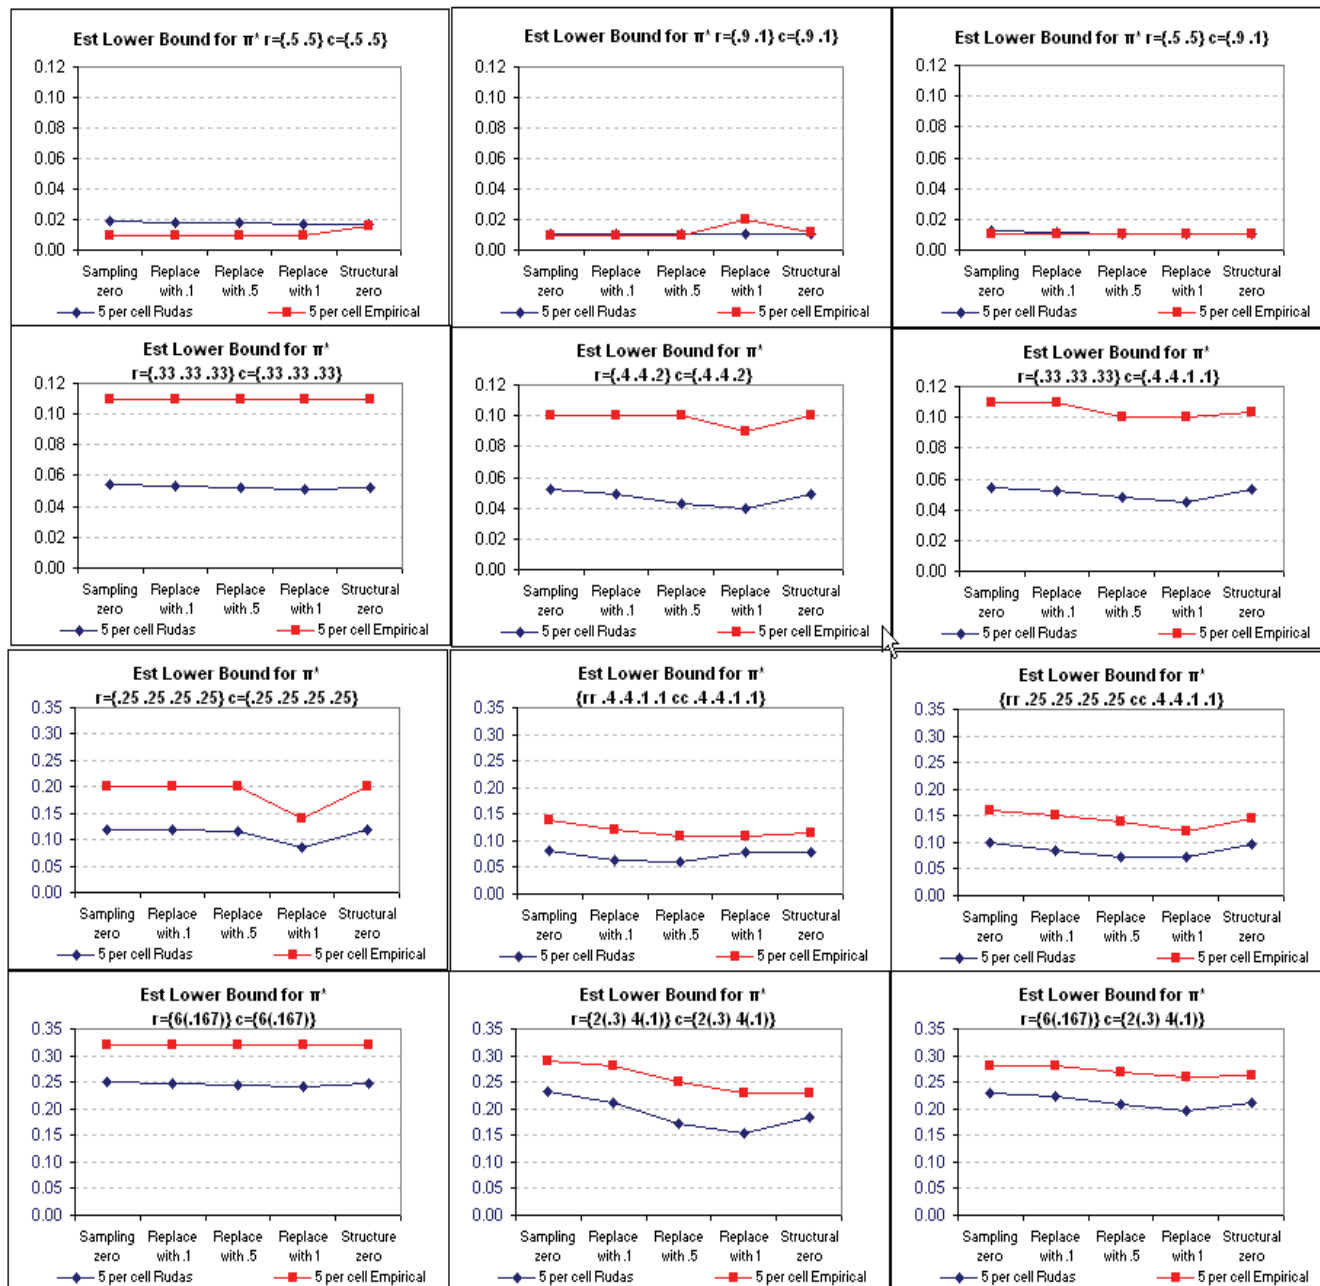 Est Lower Bound for π* r={.5 .5} c={.5 .5}
0.12
0.10
0.08
0.06
0.04
0.02
0.00
Sampling zero
Replace with .1
Replace with .5
Replace with 1
Structural zero
5 per cell Rudas
5 per cell Empirical
Est Lower Bound for π* r={.9 .1} c={.9 .1}
0.12
0.10
0.08
0.06
0.04
0.02
0.00
Sampling zero
Replace with .1
Replace with .5
Replace with 1
Structural zero
5 per cell Rudas
5 per cell Empirical
Est Lower Bound for π* r={.5 .5} c={.9 .1}
0.12
0.10
0.08
0.06
0.04
0.02
0.00
Sampling zero
Replace with .1
Replace with .5
Replace with 1
Structural zero
5 per cell Rudas
5 per cell Empirical
Est Lower Bound for π*
r={.33 .33 .33} c={.33 .33 .33}
0.12
0.10
0.08
0.06
0.04
0.02
0.00
Sampling zero
Replace with .1
Replace with .5
Replace with 1
Structural zero
5 per cell Rudas
5 per cell Empirical
Est Lower Bound for π*
r={.4 .4 .2} c={.4 .4 .2}
0.12
0.10
0.08
0.06
0.04
0.02
0.00
Sampling zero
Replace with .1
Replace with .5
Replace with 1
Structural zero
5 per cell Rudas
5 per cell Empirical
Est Lower Bound for π*
r={.33 .33 .33} c={.4 .4 .1 .1}
0.12
0.10
0.08
0.06
0.04
0.02
0.00
Sampling zero
Replace with .1
Replace with .5
Replace with 1
Structural zero
5 per cell Rudas
5 per cell Empirical
Est Lower Bound for π*
r={.25 .25 .25 .25} c={.25 .25 .25 .25}
0.35
0.30
0.25
0.20
0.15
0.10
0.05
0.00
Sampling zero
Replace with .1
Replace with .5
Replace with 1
Structural zero
5 per cell Rudas
5 per cell Empirical
Est Lower Bound for π*
{rr .4 .4 .1 .1 cc .4 .4 .1 .1}
0.35
0.30
0.25
0.20
0.15
0.10
0.05
0.00
Sampling zero
Replace with .1
Replace with .5
Replace with 1
Structural zero
5 per cell Rudas
5 per cell Empirical
Est Lower Bound for π*
{rr .25 .25 .25 .25 cc .4 .4 .1 .1}
0.35
0.30
0.25
0.20
0.15
0.10
0.05
0.00
Sampling zero
Replace with .1
Replace with .5
Replace with 1
Structural zero
5 per cell Rudas
5 per cell Empirical
Est Lower Bound for π*
r={6(.167)} c={6(.167)}
0.35
0.30
0.25
0.20
0.15
0.10
0.05
0.00
Sampling zero
Replace with .1
Replace with .5
Replace with 1
Structure zero
5 per cell Rudas
5 per cell Empirical
Est Lower Bound for π*
r={2(.3) 4(.1)} c={2(.3) 4(.1)}
0.35
0.30
0.25
0.20
0.15
0.10
0.05
0.00
Sampling zero
Replace with .1
Replace with .5
Replace with 1
Structural zero
5 per cell Rudas
5 per cell Empirical
Est Lower Bound for π*
r={6(.167)} c={2(.3) 4(.1)}
0.35
0.30
0.25
0.20
0.15
0.10
0.05
0.00
Sampling zero
Replace with .1
Replace with .5
Replace with 1
Structural zero
5 per cell Rudas
5 per cell Empirical